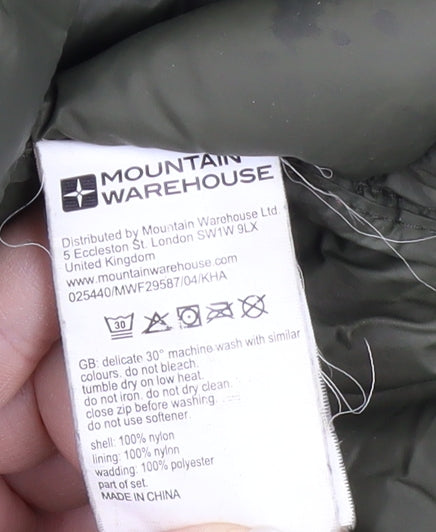 MOUNTAIN
WAREHOUSE
Distributed by Mountain Warehouse Ltd.
5 Eccleston St. London SW1W 9LX
United Kingdom
www.mountainwarehouse.com
025440/MWF29587/04/KHA
30
GB: delicate 30° machine wash with similar
colours. do not bleach.
tumble dry on low heat.
do not iron. do not dry clean.
close zip before washing.
do not use softener.
shell: 100% nylon
lining: 100% nylon
wadding: 100% polyester
part of set.
MADE IN CHINA